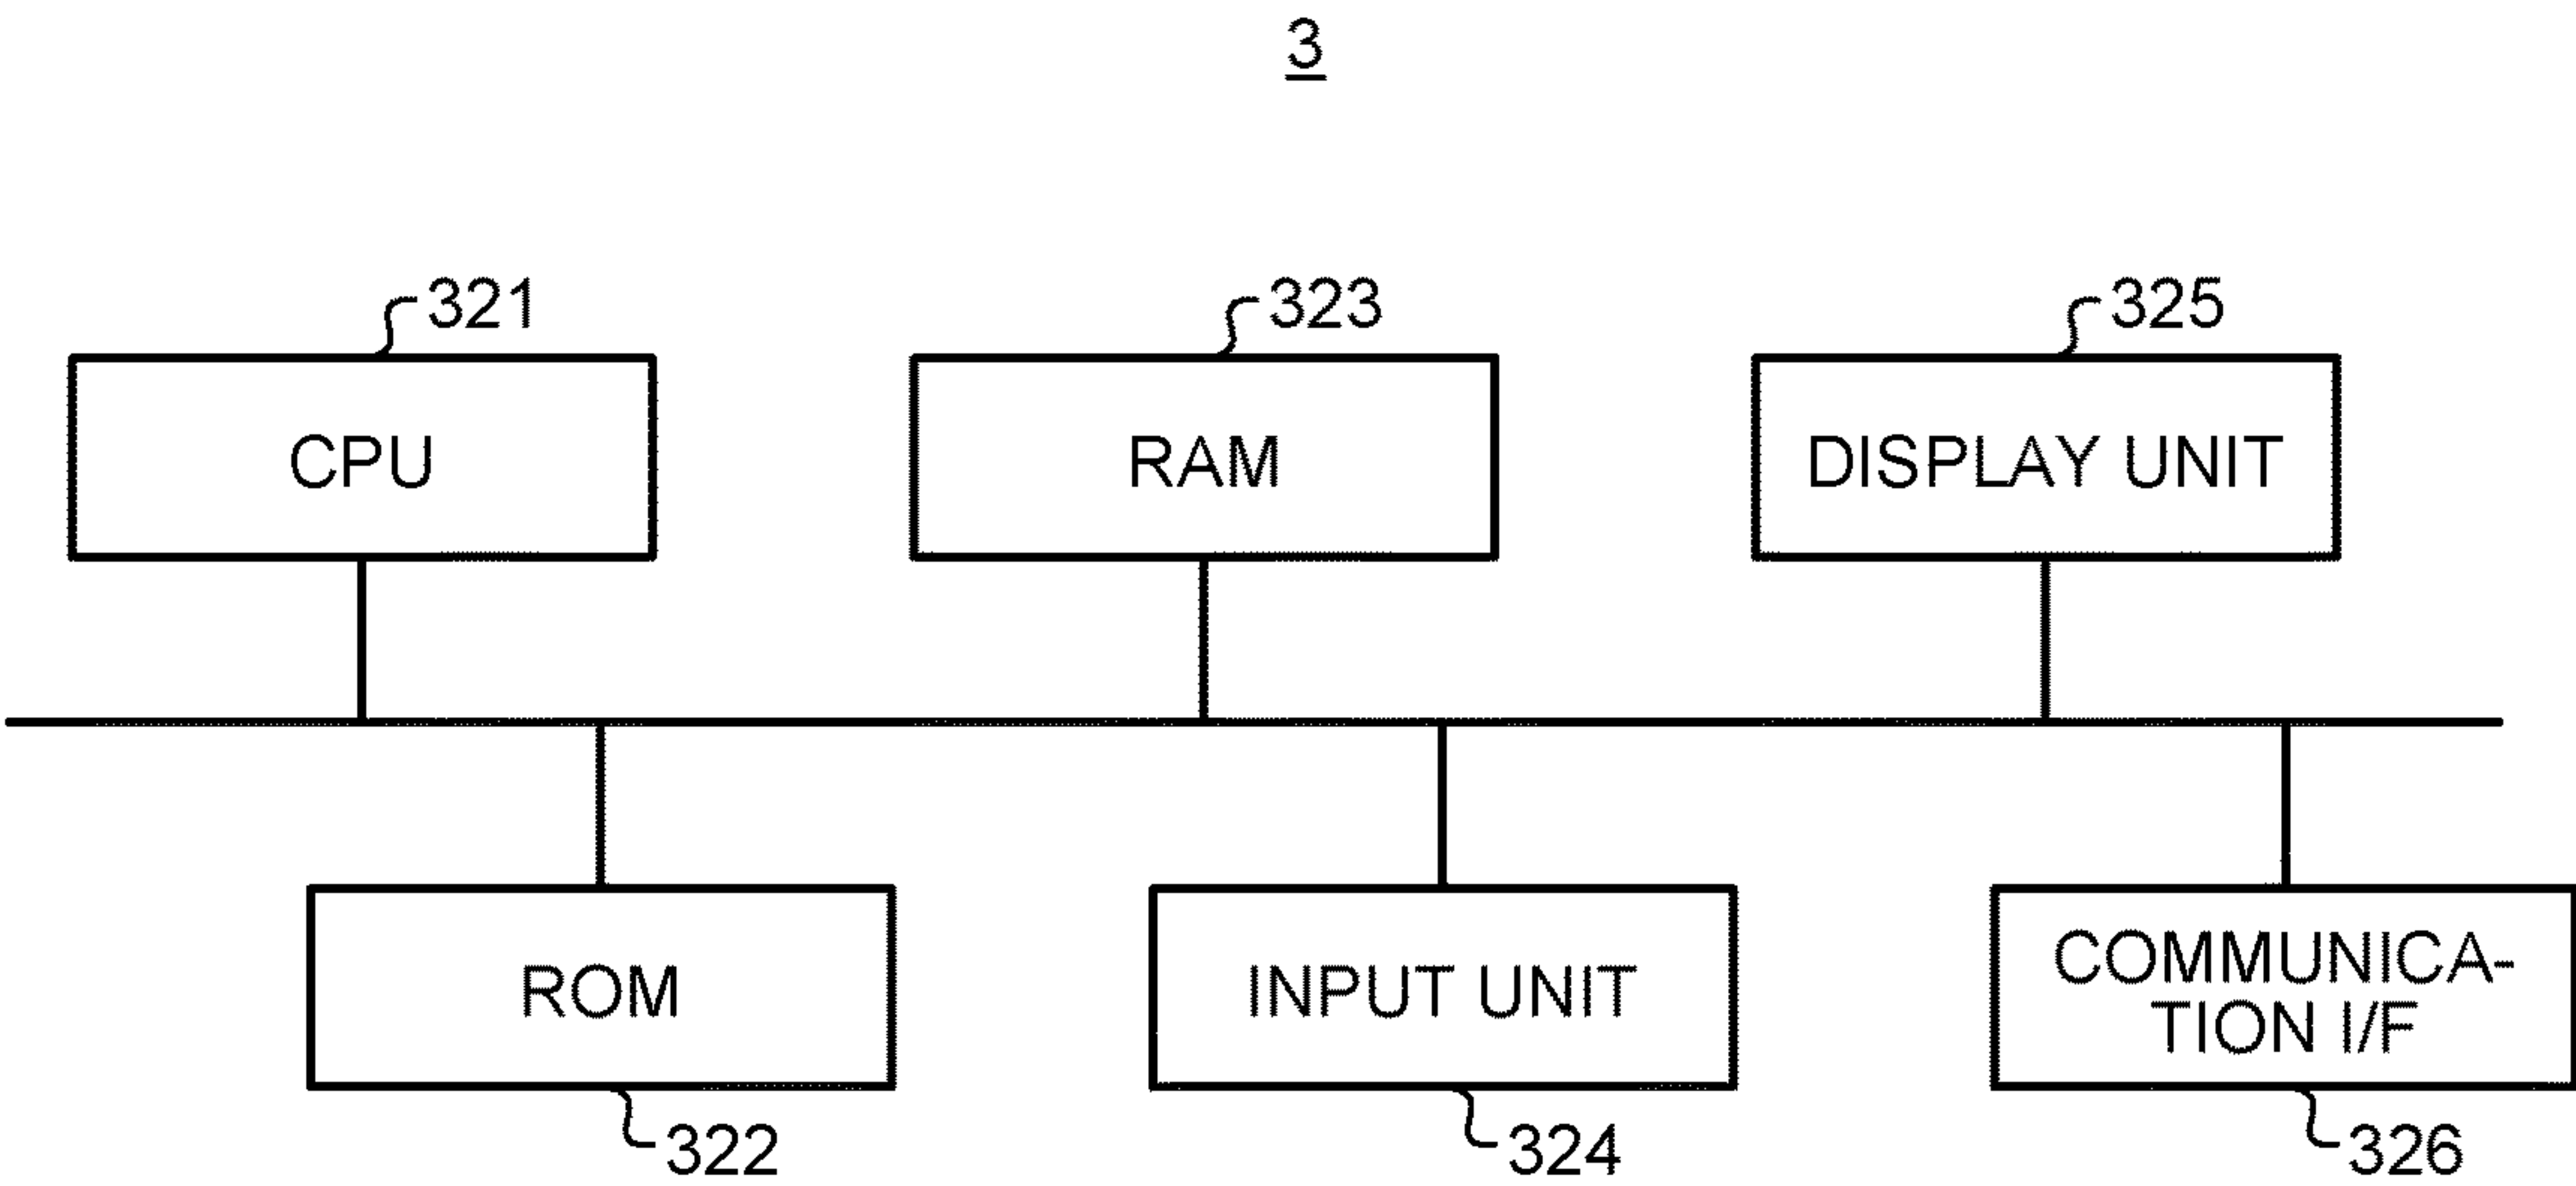 3
321
323
325
CPU
RAM
DISPLAY UNIT
ROM
INPUT UNIT
COMMUNICA-
TION I/F
322
324
326